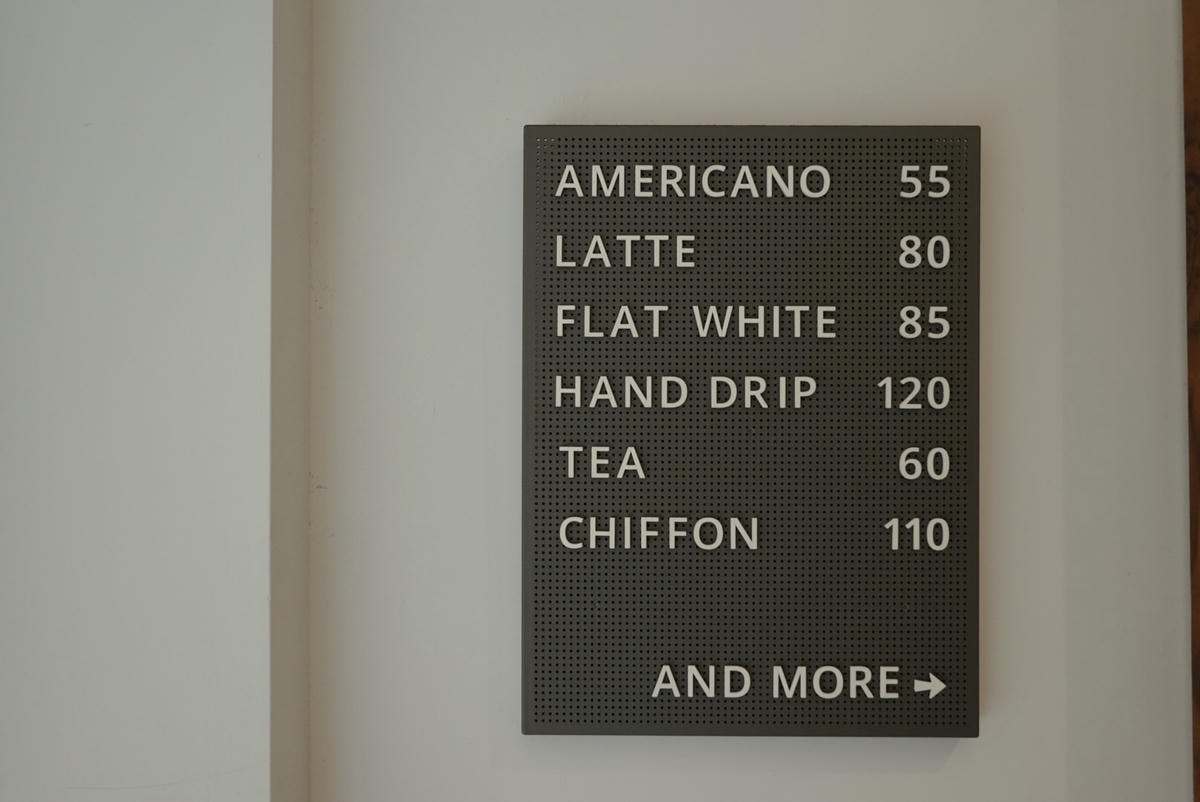 AMERICANO 55
LATTE 80
FLAT WHITE 85
HAND DRIP 120
TEA 60
CHIFFON 110
AND MORE →